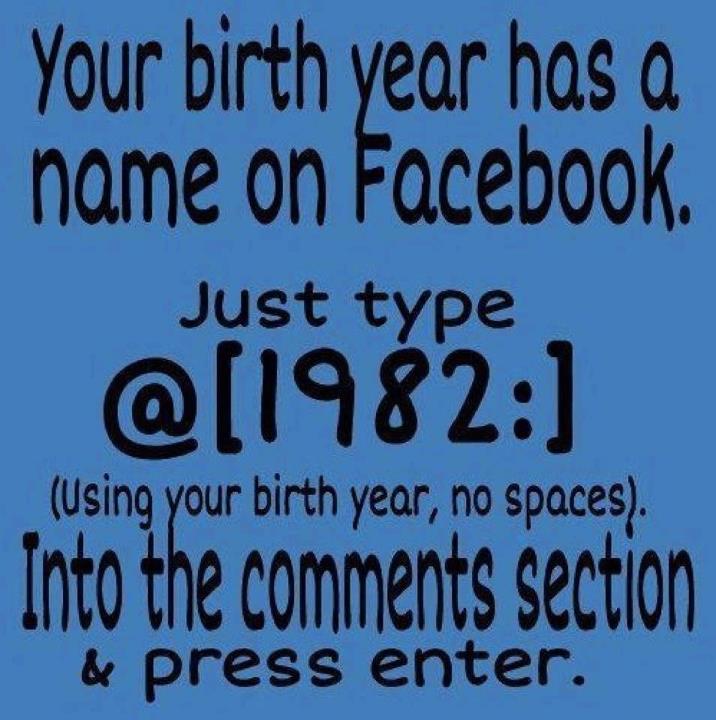 Your birth year has a
name on Facebook.
Just type
@[1982:]
(Using your birth year, no spaces).
Into the comments section
& press enter.